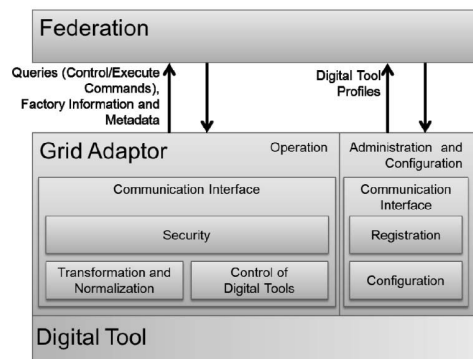 Federation
Queries (Control/Execute
Commands),
Factory Information and
Metadata
Digital Tool
Profiles
Grid Adaptor
Operation
Administration and
Configuration
Communication Interface
Security
Transformation and
Normalization
Control of
Digital Tools
Communication
Interface
Registration
Configuration
Digital Tool